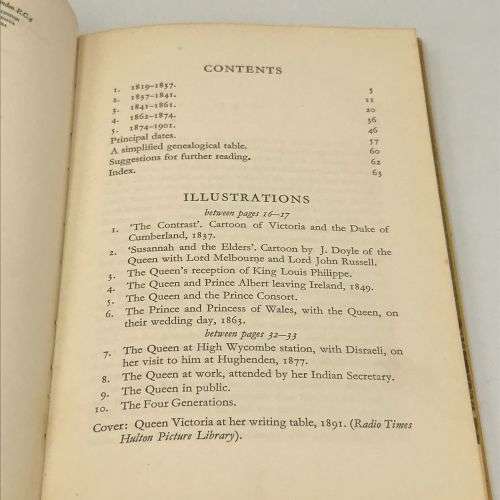 CONTENTS
1. 1819–1837. 5
2. 1837–1841. 11
3. 1841–1861. 20
4. 1862–1874. 36
5. 1874–1901. 46
Principal dates. 57
A simplified genealogical table. 60
Suggestions for further reading. 62
Index. 63
ILLUSTRATIONS
between pages 16–17
1. 'The Contrast'. Cartoon of Victoria and the Duke of
Cumberland, 1837.
2. 'Susannah and the Elders'. Cartoon by J. Doyle of the
Queen with Lord Melbourne and Lord John Russell.
3. The Queen's reception of King Louis Philippe.
4. The Queen and Prince Albert leaving Ireland, 1849.
5. The Queen and the Prince Consort.
6. The Prince and Princess of Wales, with the Queen, on
their wedding day, 1863.
between pages 32–33
7. The Queen at High Wycombe station, with Disraeli, on
her visit to him at Hughenden, 1877.
8. The Queen at work, attended by her Indian Secretary.
9. The Queen in public.
10. The Four Generations.
Cover: Queen Victoria at her writing table, 1891. (Radio Times
Hulton Picture Library).